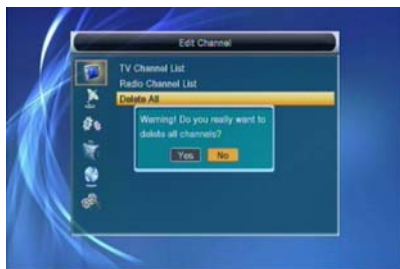 Edit Channel
TV Channel List
Radio Channel List
Delete All
Warning! Do you really want to
delete all channels?
Yes No